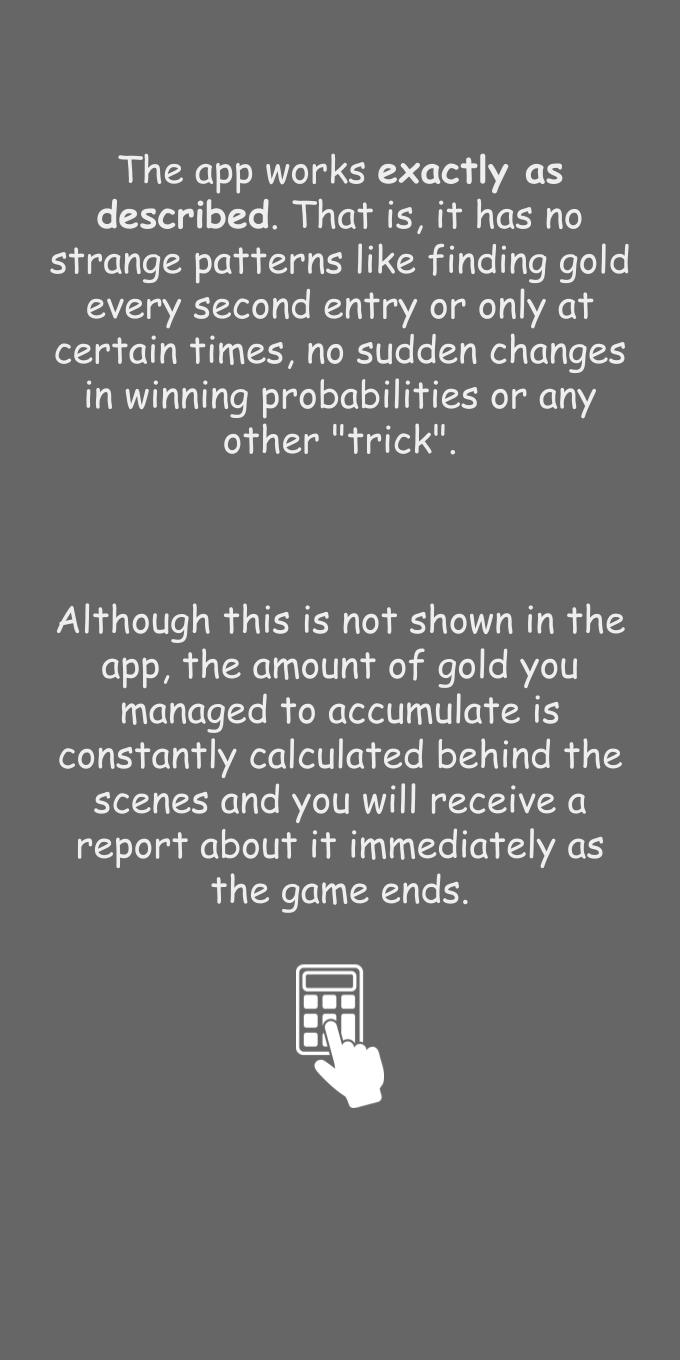 The app works exactly as
described. That is, it has no
strange patterns like finding gold
every second entry or only at
certain times, no sudden changes
in winning probabilities or any
other "trick".
Although this is not shown in the
app, the amount of gold you
managed to accumulate is
constantly calculated behind the
scenes and you will receive a
report about it immediately as
the game ends.